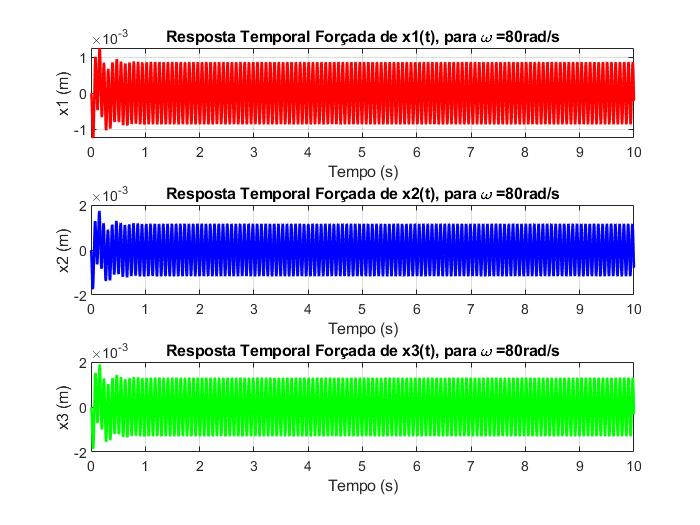 ×10⁻³
Resposta Temporal Forçada de x1(t), para ω =80rad/s
1
0
-1
x1 (m)
0 1 2 3 4 5 6 7 8 9 10
Tempo (s)
×10⁻³
Resposta Temporal Forçada de x2(t), para ω =80rad/s
2
0
-2
x2 (m)
0 1 2 3 4 5 6 7 8 9 10
Tempo (s)
×10⁻³
Resposta Temporal Forçada de x3(t), para ω =80rad/s
2
0
-2
x3 (m)
0 1 2 3 4 5 6 7 8 9 10
Tempo (s)